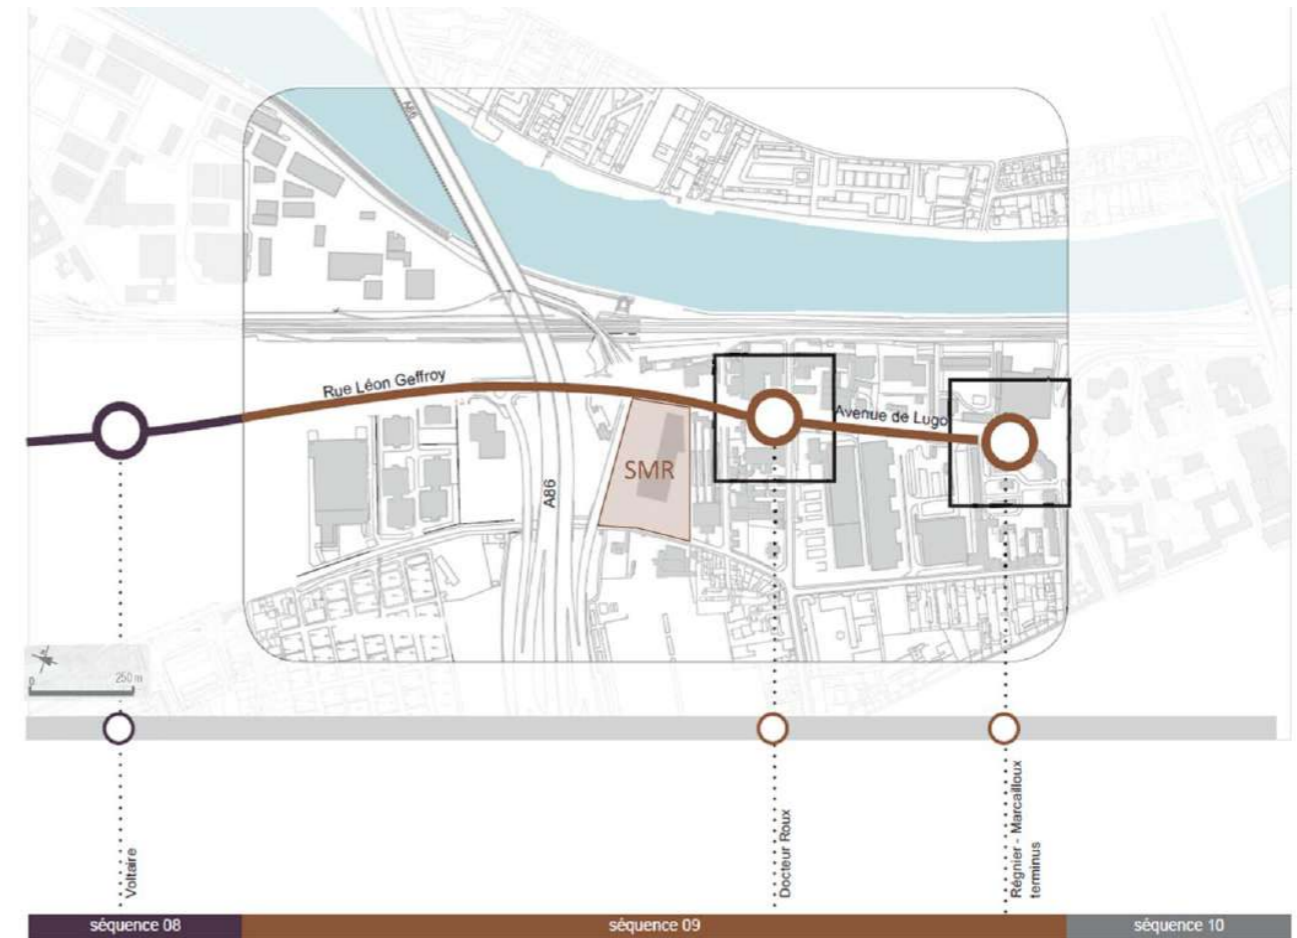 A86
Rue Léon Geffroy
Avenue de Lugo
SMR
A86
0
250 m
Voltaire
Docteur Roux
Régnier - Marcailloux
terminus
séquence 08
séquence 09
séquence 10